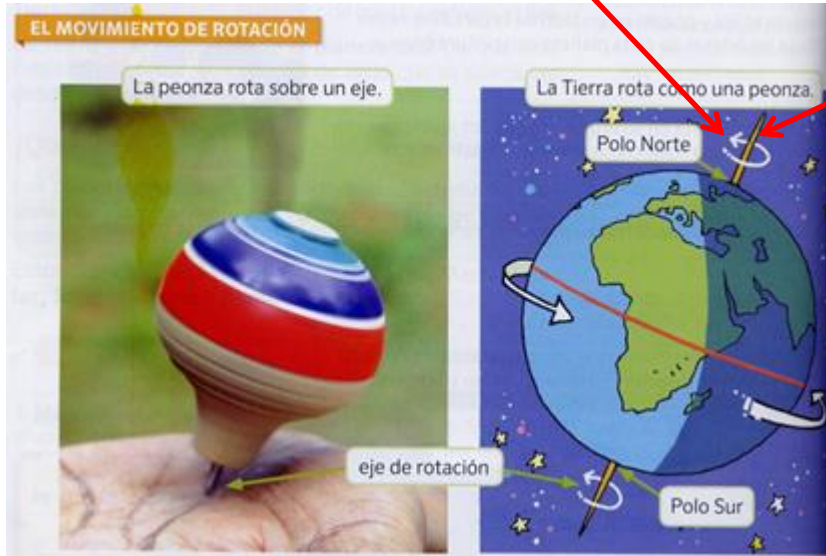 EL MOVIMIENTO DE ROTACIÓN
La peonza rota sobre un eje.
La Tierra rota como una peonza.
Polo Norte
eje de rotación
Polo Sur